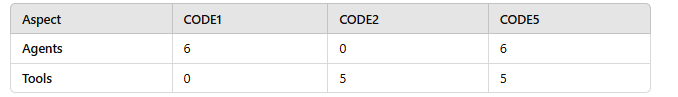 Aspect CODE1 CODE2 CODE5
Agents 6 0 6
Tools 0 5 5